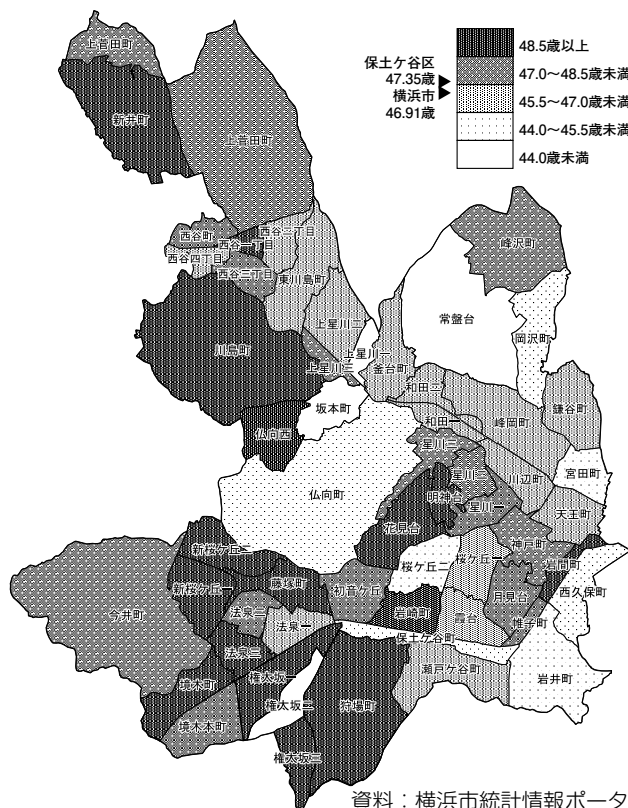 保土ケ谷区
47.35歳
横浜市
46.91歳
48.5歳以上
47.0～48.5歳未満
45.5～47.0歳未満
44.0～45.5歳未満
44.0歳未満
上菅田町
新井町
上菅田町
西谷町
西谷一丁目
西谷二丁目
西谷四丁目
西谷三丁目
東川島町
峰沢町
常盤台
岡沢町
上星川二
川島町
上星川一
上星川三
釜台町
和田二
坂本町
鎌谷町
和田一
峰岡町
仏向西
星川三
宮田町
星川二
川辺町
仏向町
明神台
星川一
天王町
花見台
神戸町
新桜ケ丘二
桜ケ丘二
桜ケ丘一
岩間町
新桜ケ丘一
藤塚町
初音ケ丘
月見台
西久保町
今井町
法泉二
岩崎町
霞台
帷子町
法泉一
保土ケ谷町
法泉三
瀬戸ケ谷町
権太坂一
岩井町
境木町
権太坂二
狩場町
境木本町
権太坂三
資料：横浜市統計情報ポータ